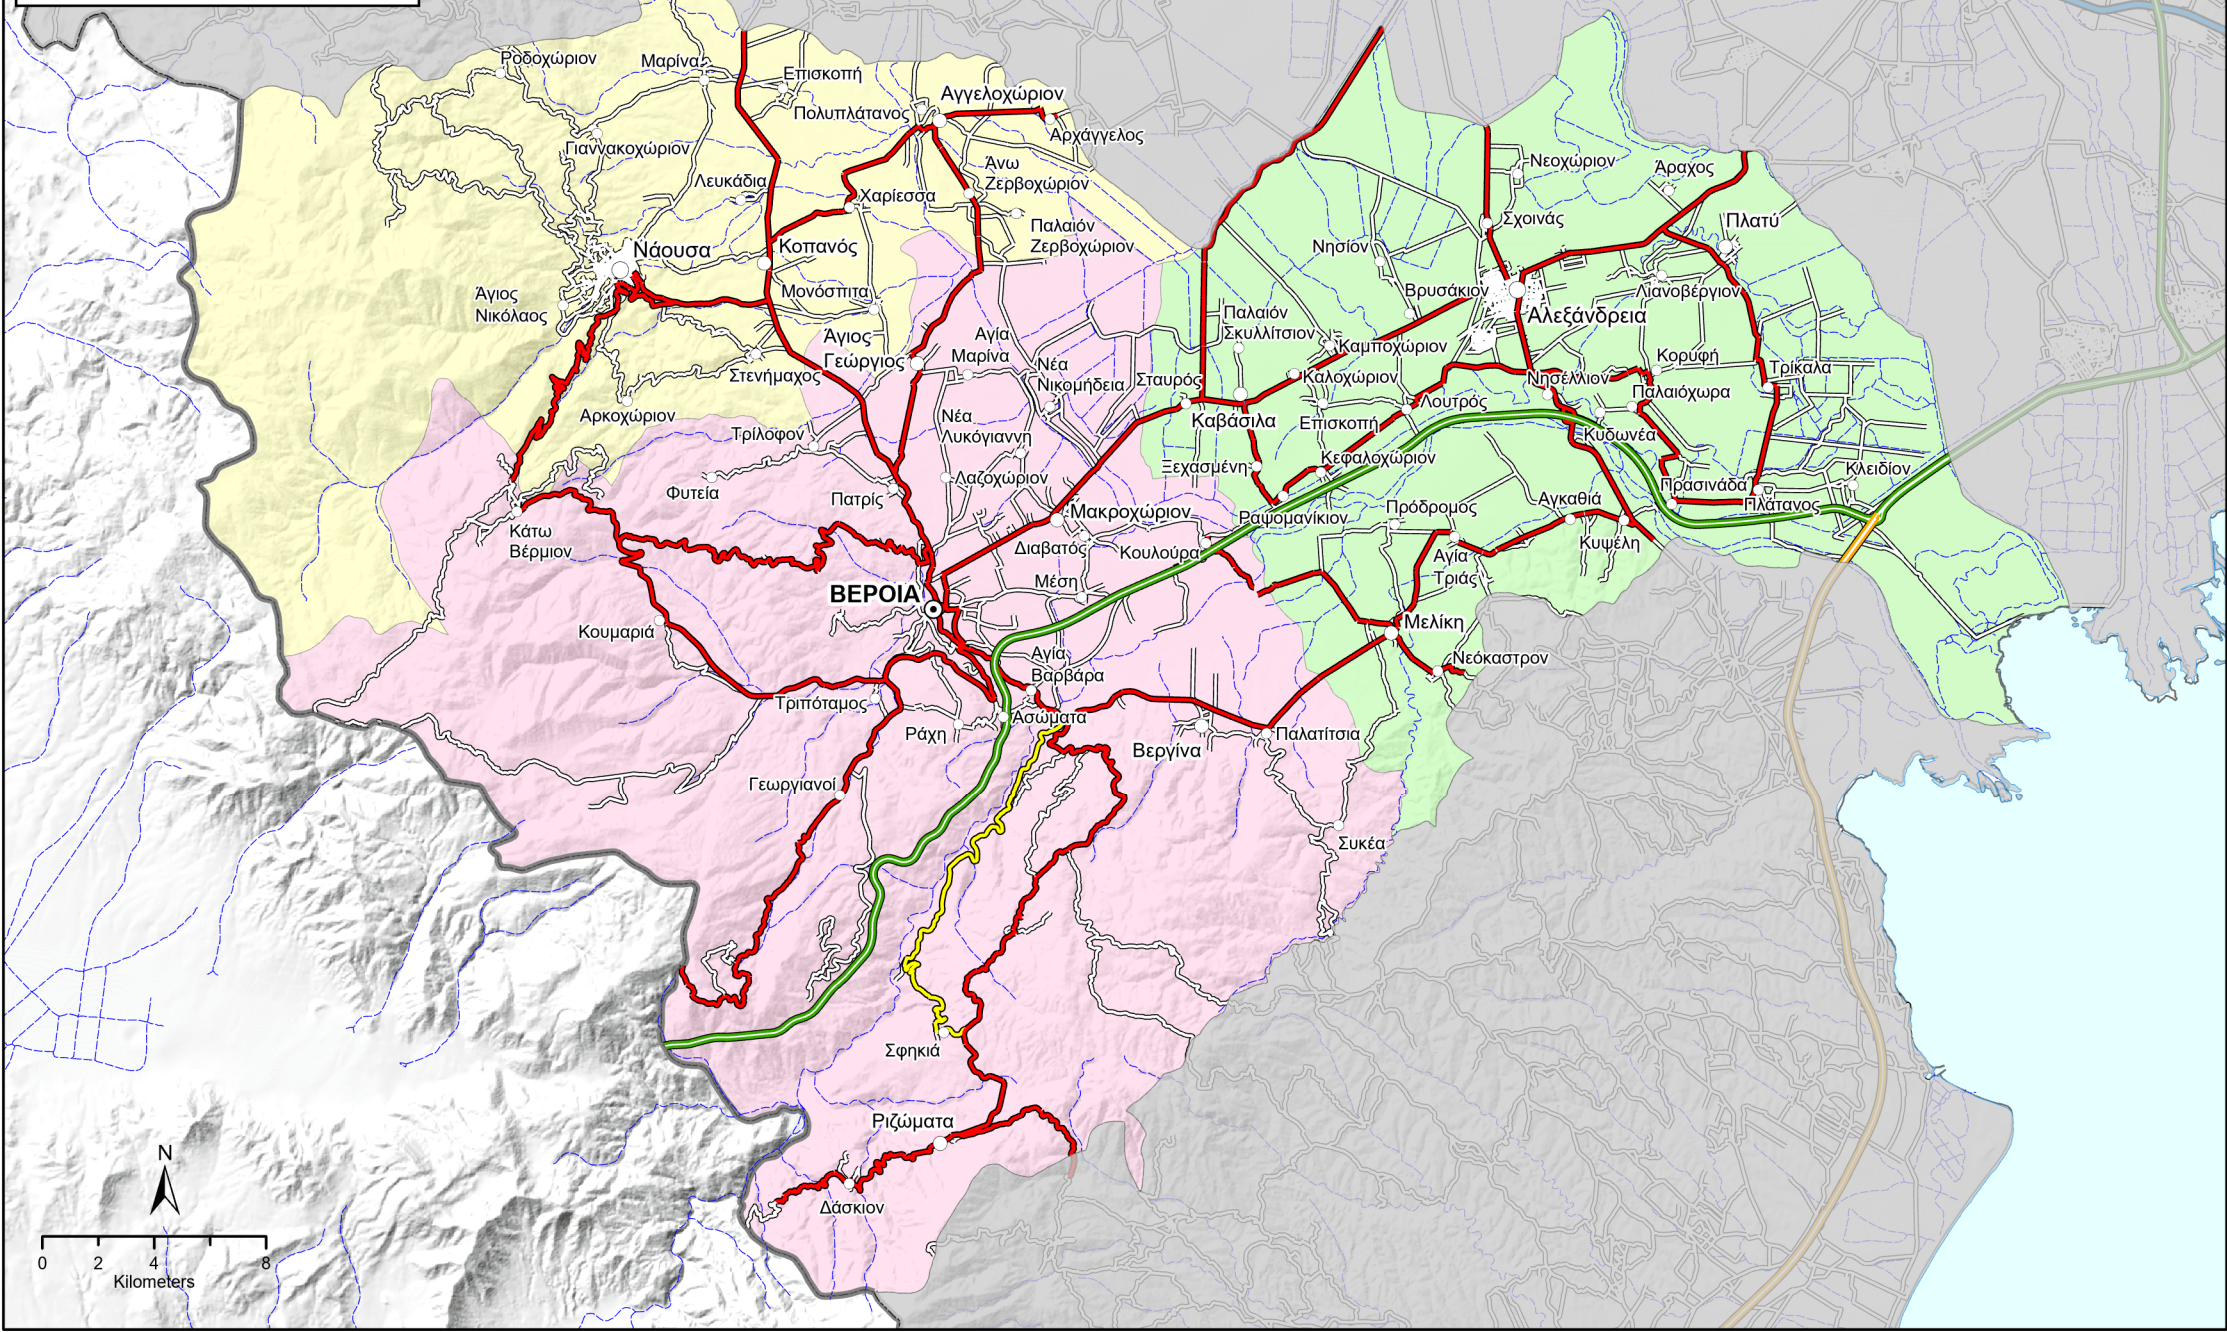 Ροδοχώριον
Μαρίνα
Επισκοπή
Πολυπλάτανος
Αγγελοχώριον
Αρχάγγελος
Γιαννακοχώριον
Άνω
Ζερβοχώριον
Νεοχώριον
Άραχος
Λευκάδια
Χαρίεσσα
Παλαιόν
Ζερβοχώριον
Σχοινάς
Πλατύ
Νάουσα
Κοπανός
Νησίον
Άγιος
Νικόλαος
Μονόσπιτα
Βρυσάκιον
Λιανοβέργιον
Αλεξάνδρεια
Παλαιόν
Σκυλλίτσιον
Άγιος
Γεώργιος
Αγία
Μαρίνα
Καμποχώριον
Κορυφή
Στενήμαχος
Νέα
Νικομήδεια
Σταυρός
Καλοχώριον
Νησέλλιον
Τρίκαλα
Παλαιόχωρα
Αρκοχώριον
Λουτρός
Νέα
Λυκόγιαννη
Καβάσιλα
Επισκοπή
Τρίλοφον
Κυδωνέα
Ξεχασμένη
Κεφαλοχώριον
Κλειδίον
Φυτεία
Λαζοχώριον
Πρασινάδα
Πατρίς
Αγκαθιά
Πλάτανος
Μακροχώριον
Ραψομανίκιον
Πρόδρομος
Κάτω
Βέρμιον
Διαβατός
Κουλούρα
Κυψέλη
Αγία
Τριάς
Μέση
ΒΕΡΟΙΑ
Κουμαριά
Μελίκη
Αγία
Βαρβάρα
Νεόκαστρον
Τριπόταμος
Ασώματα
Ράχη
Βεργίνα
Παλατίτσια
Γεωργιανοί
Συκέα
Σφηκιά
Ριζώματα
Δάσκιον
N
0 2 4 8
Kilometers